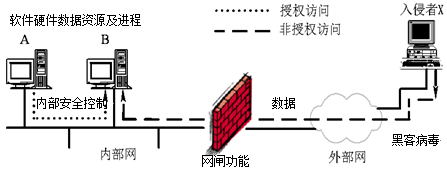 软件硬件数据资源及进程
授权访问
非授权访问
入侵者X
A
B
内部安全控制
数据
黑客病毒
内部网
网闸功能
外部网